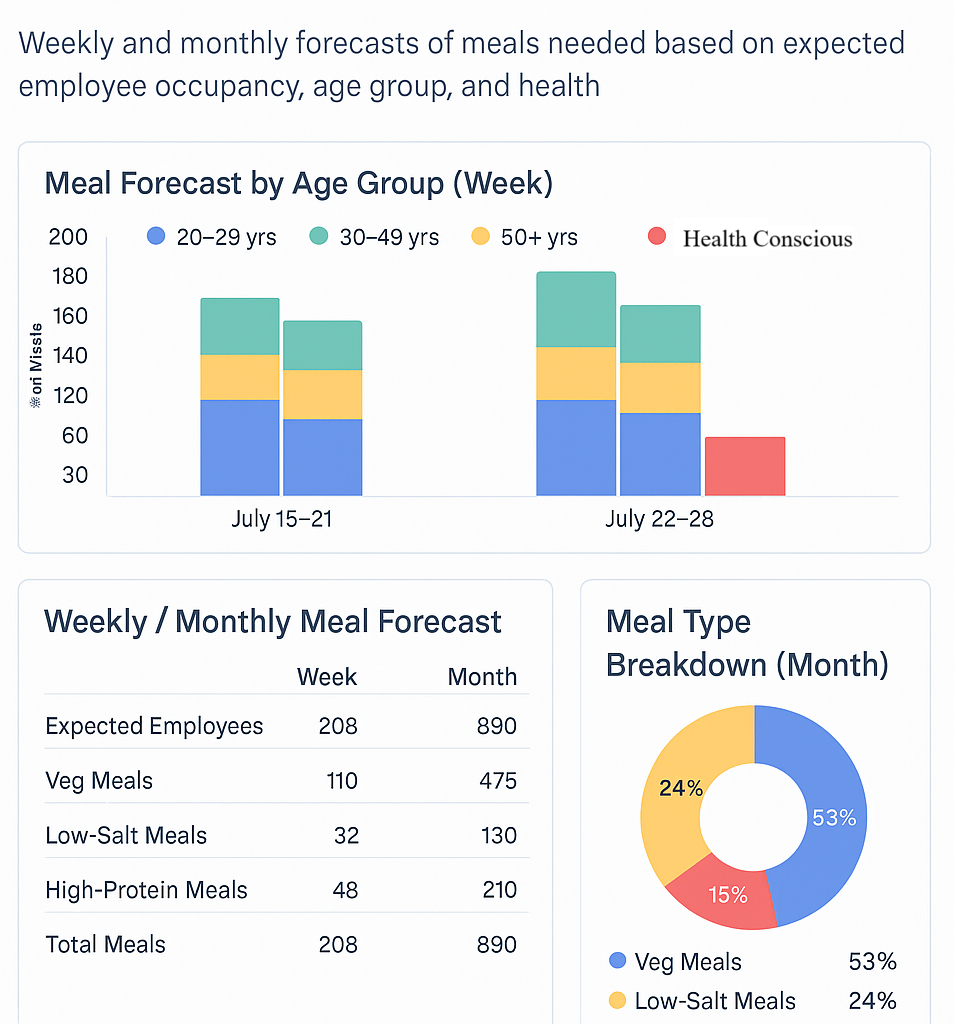 Weekly and monthly forecasts of meals needed based on expected
employee occupancy, age group, and health
Meal Forecast by Age Group (Week)
20–29 yrs 30–49 yrs 50+ yrs Health Conscious
200
180
160
140
120
60
30
July 15–21 July 22–28
Weekly / Monthly Meal Forecast
Week Month
Expected Employees 208 890
Veg Meals 110 475
Low-Salt Meals 32 130
High-Protein Meals 48 210
Total Meals 208 890
Meal Type
Breakdown (Month)
24%
53%
15%
Veg Meals 53%
Low-Salt Meals 24%